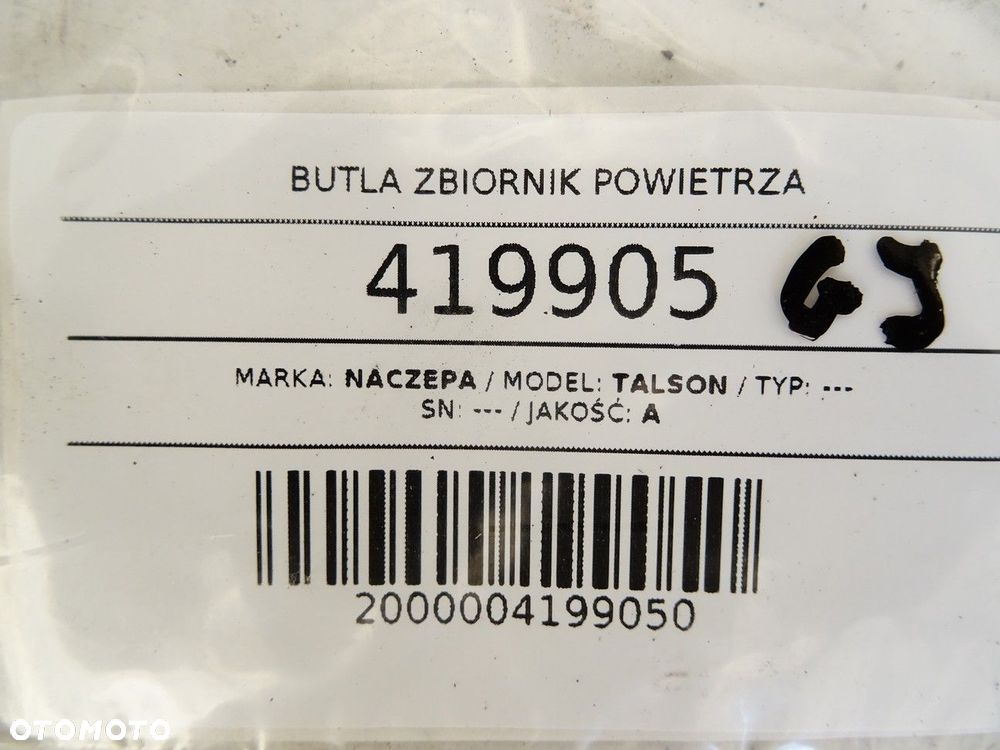 BUTLA ZBIORNIK POWIETRZA
419905 GJ
MARKA: NACZEPA / MODEL: TALSON / TYP: ---
SN: --- / JAKOŚĆ: A
2000004199050
OTOMOTO